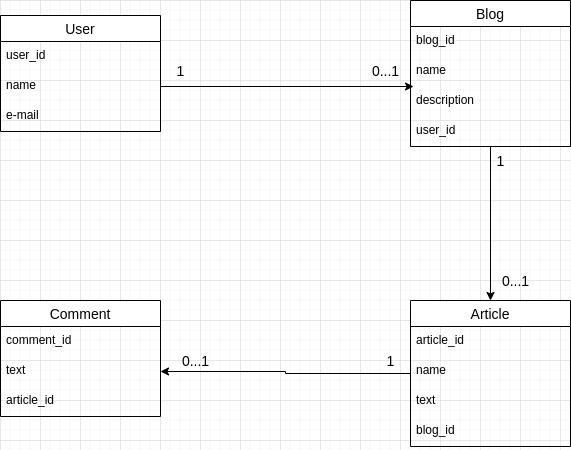 User
user_id
name
e-mail
1
0...1
Blog
blog_id
name
description
user_id
1
0...1
Article
article_id
name
text
blog_id
1
0...1
Comment
comment_id
text
article_id